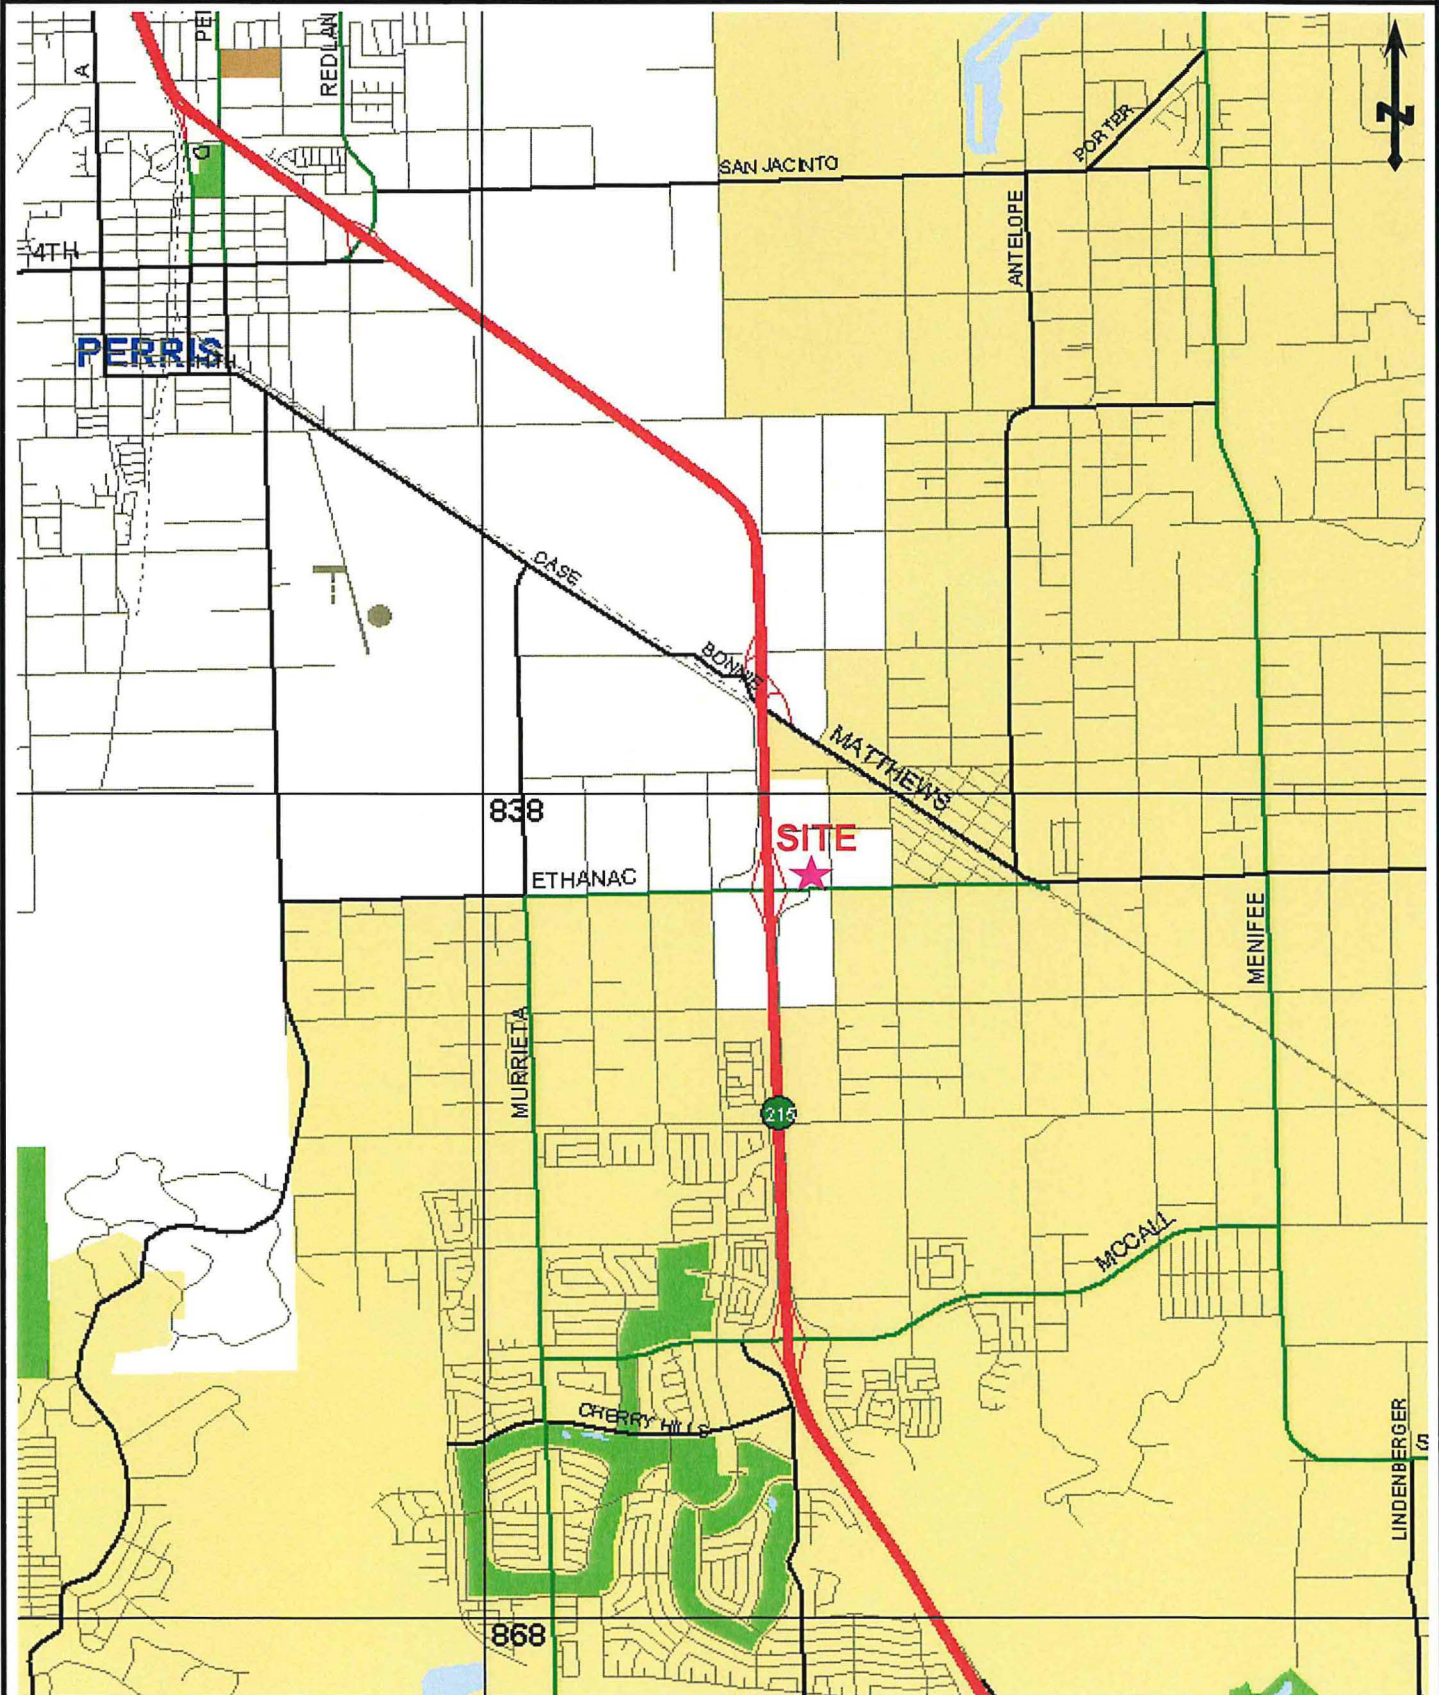 PEI
REDLAN
A
N
PORTER
D
SAN JACINTO
ANTELOPE
4TH
PERRIS
CASE
BONNIE
MATTHEWS
838
SITE
ETHANAC
MENIFEE
MURRIETA
215
MCCALL
CHERRY HILLS
LINDENBERGER
868